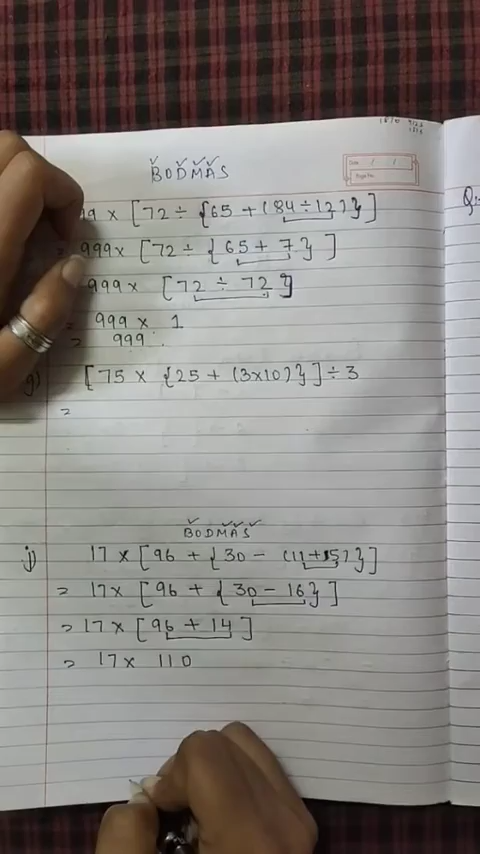 BODMAS
99 × [72 ÷ {65 + (84 ÷ 12)}]
= 999 × [72 ÷ {65 + 7}]
999 × [72 ÷ 72]
= 999 × 1
= 999
g) [75 × {25 + (3×10)}] ÷ 3
=
BODMAS
j) 17 × [96 + {30 − (11+5)}]
= 17 × [96 + {30 − 16}]
= 17 × [96 + 14]
= 17 × 110